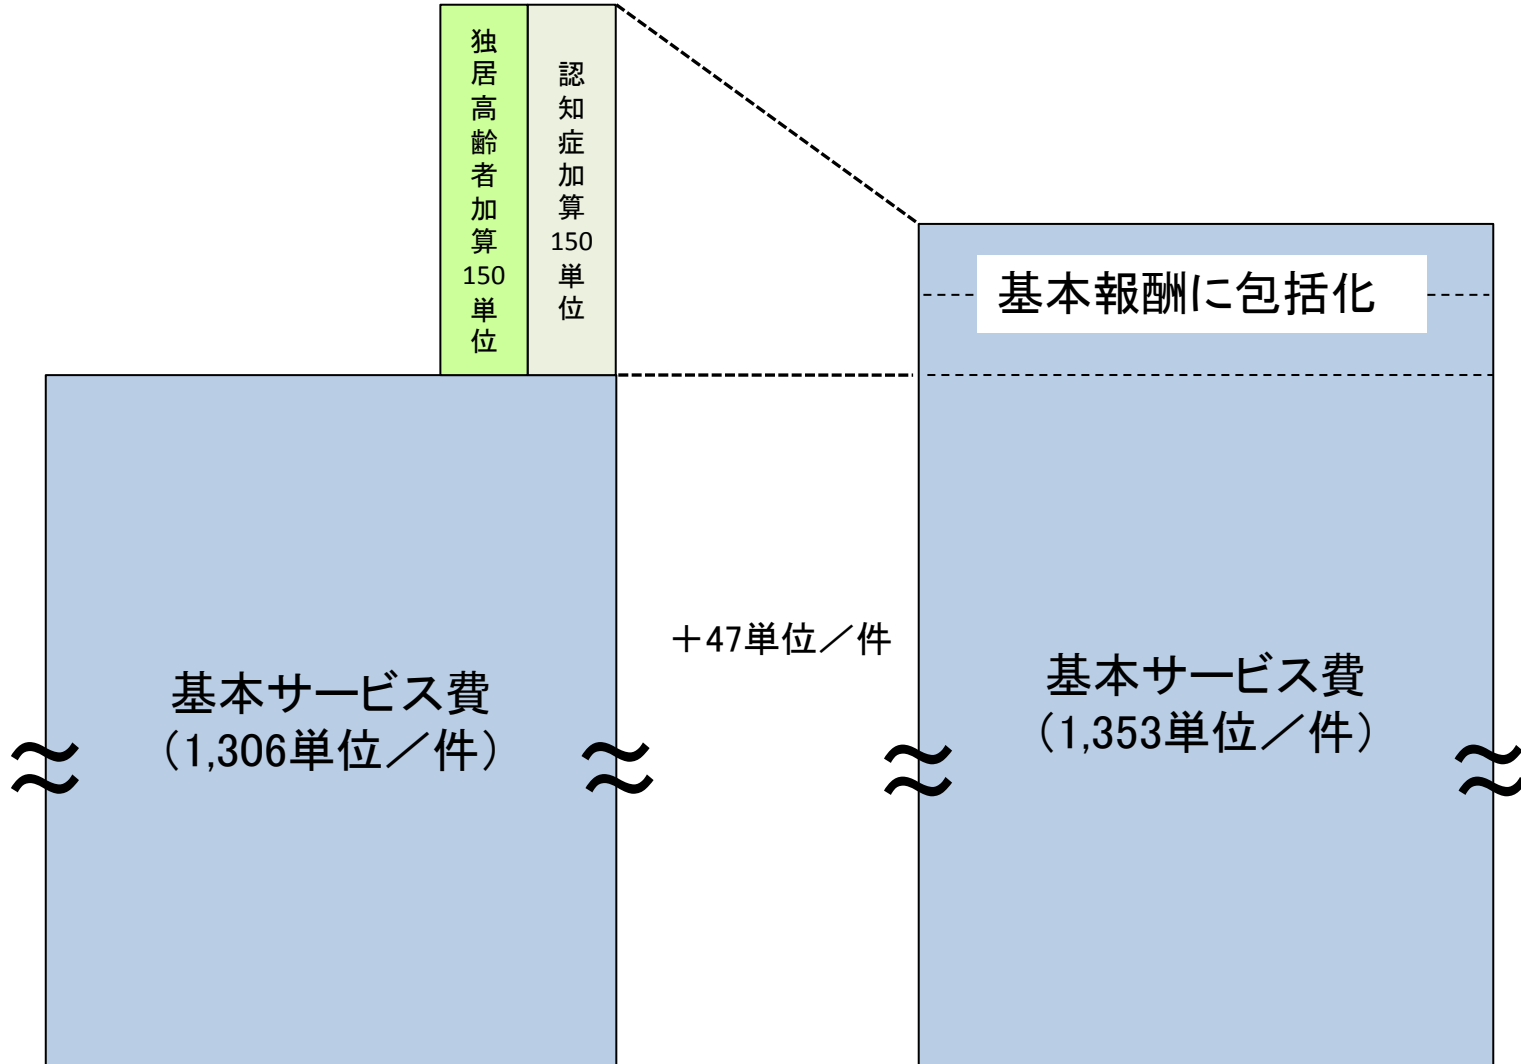 独居高齢者加算150単位
認知症加算150単位
基本報酬に包括化
＋47単位／件
基本サービス費
（1,306単位／件）
基本サービス費
（1,353単位／件）